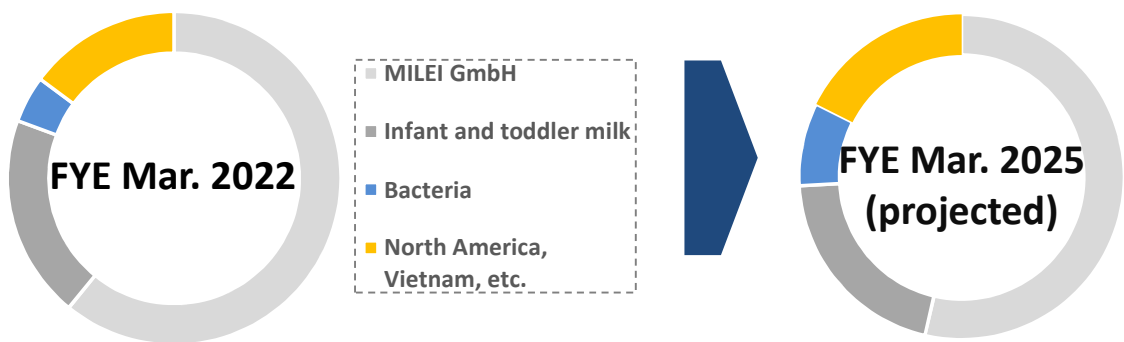 FYE Mar. 2022
MILEI GmbH
Infant and toddler milk
Bacteria
North America,
Vietnam, etc.
FYE Mar. 2025
(projected)